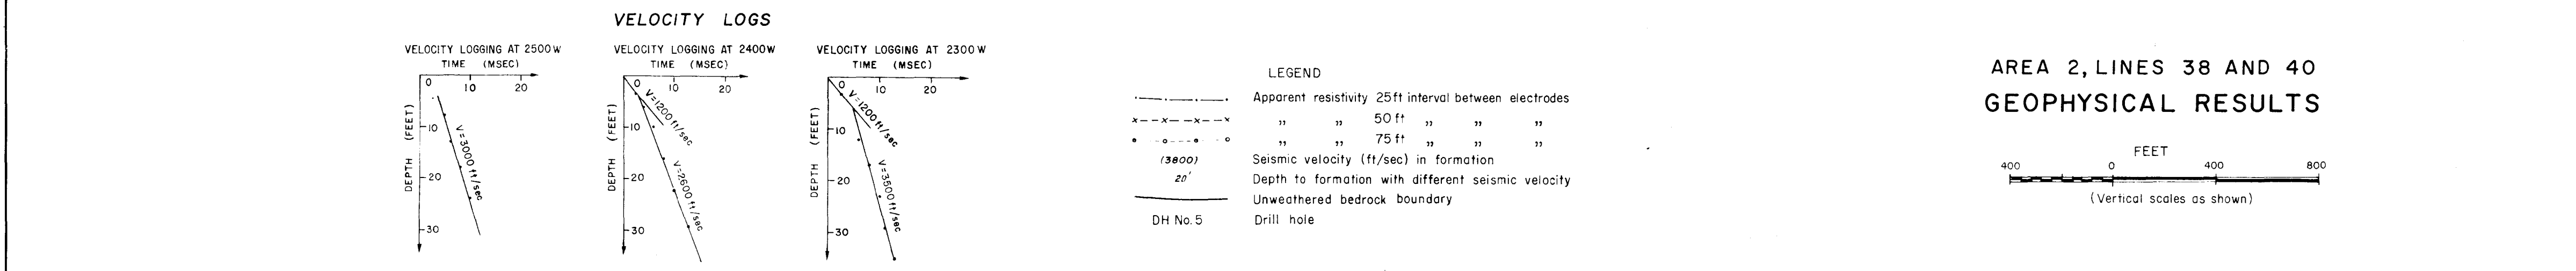 VELOCITY LOGS
VELOCITY LOGGING AT 2500W
TIME (MSEC)
0 10 20
DEPTH (FEET)
10
20
30
V=3000 ft/sec
VELOCITY LOGGING AT 2400W
TIME (MSEC)
0 10 20
DEPTH (FEET)
10
20
30
V=1200 ft/sec
V=2600 ft/sec
VELOCITY LOGGING AT 2300W
TIME (MSEC)
0 10 20
DEPTH (FEET)
10
20
30
V=1200 ft/sec
V=3500 ft/sec
LEGEND
Apparent resistivity 25ft interval between electrodes
,, ,, 50 ft ,, ,, ,,
,, ,, 75 ft ,, ,, ,,
(3800) Seismic velocity (ft/sec) in formation
20' Depth to formation with different seismic velocity
Unweathered bedrock boundary
DH No. 5 Drill hole
AREA 2, LINES 38 AND 40
GEOPHYSICAL RESULTS
FEET
400 0 400 800
(Vertical scales as shown)